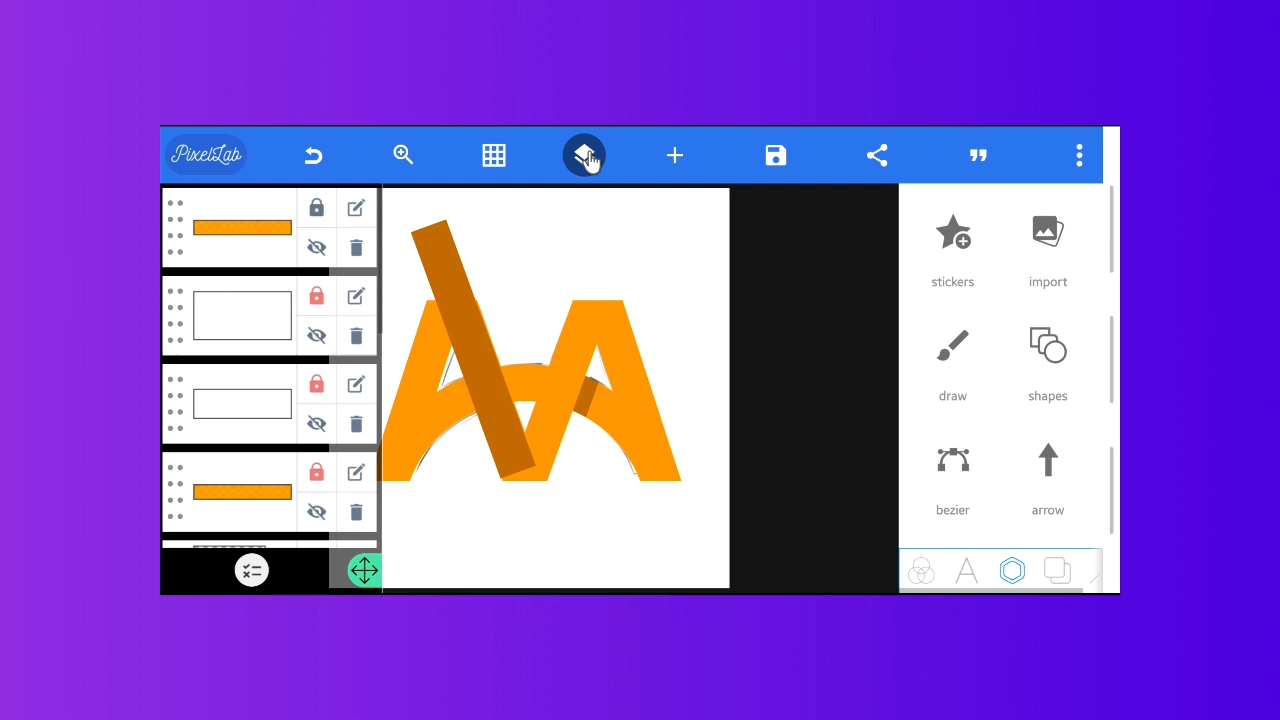 PixelLab
stickers
import
draw
shapes
bezier
arrow